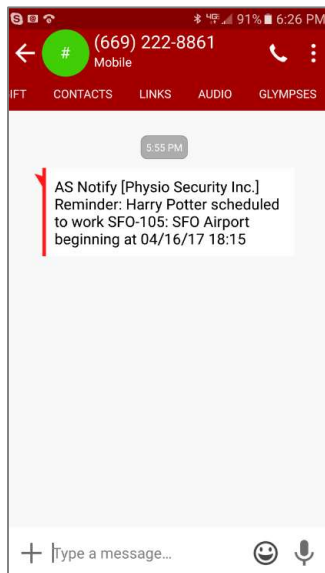 91% 6:26 PM
#
(669) 222-8861
Mobile
IFT CONTACTS LINKS AUDIO GLYMPSES
5:55 PM
AS Notify [Physio Security Inc.]
Reminder: Harry Potter scheduled
to work SFO-105: SFO Airport
beginning at 04/16/17 18:15
Type a message...